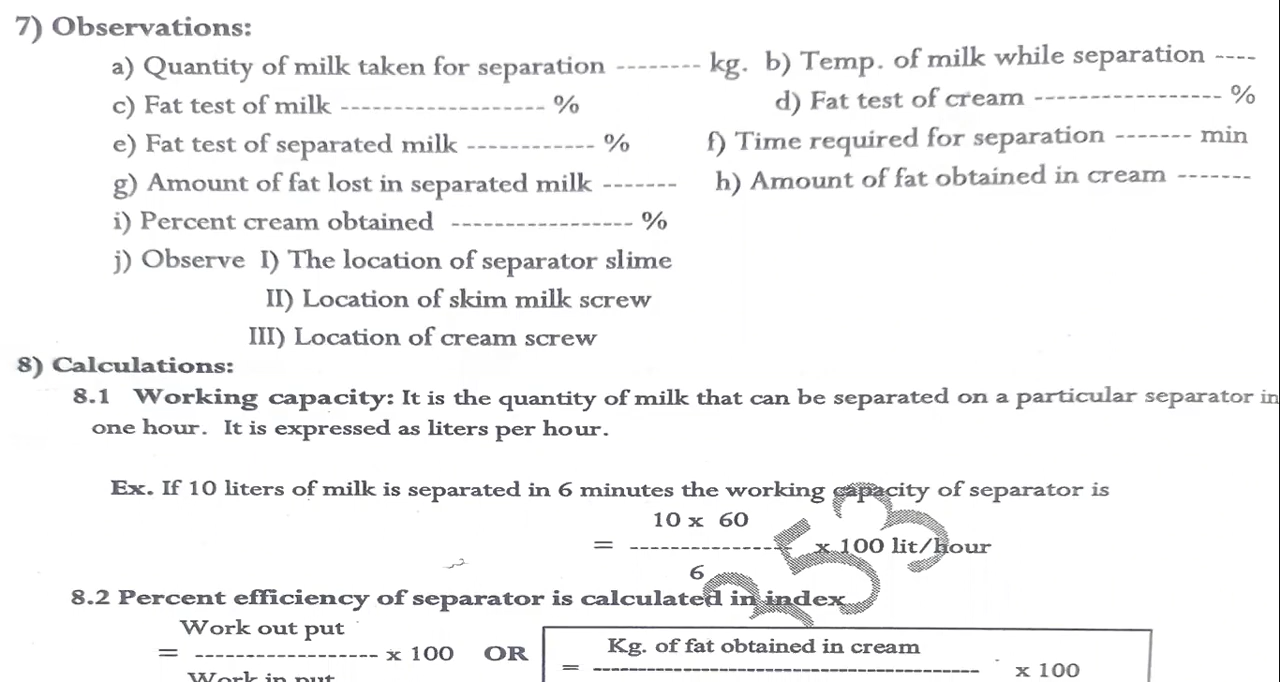 7) Observations:
a) Quantity of milk taken for separation -------- kg. b) Temp. of milk while separation ----
c) Fat test of milk ------------------- % d) Fat test of cream ------------------ %
e) Fat test of separated milk ------------ % f) Time required for separation ------- min
g) Amount of fat lost in separated milk ------- h) Amount of fat obtained in cream -------
i) Percent cream obtained ----------------- %
j) Observe I) The location of separator slime
II) Location of skim milk screw
III) Location of cream screw
8) Calculations:
8.1 Working capacity: It is the quantity of milk that can be separated on a particular separator in
one hour. It is expressed as liters per hour.
Ex. If 10 liters of milk is separated in 6 minutes the working capacity of separator is
10 x 60
= ---------------- x 100 lit/hour
6
253
8.2 Percent efficiency of separator is calculated in index
Work out put
= ------------------ x 100 OR
Work in put
Kg. of fat obtained in cream
= --------------------------------------- x 100